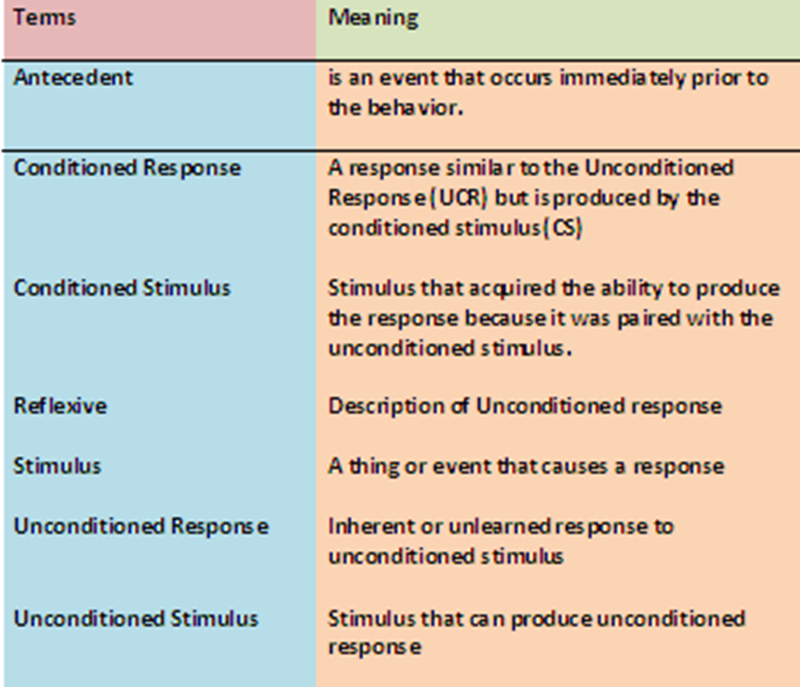 Terms
Meaning
Antecedent
is an event that occurs immediately prior to
the behavior.
Conditioned Response
A response similar to the Unconditioned
Response(UCR) but is produced by the
conditioned stimulus(CS)
Conditioned Stimulus
Stimulus that acquired the ability to produce
the response because it was paired with the
unconditioned stimulus.
Reflexive
Description of Unconditioned response
Stimulus
A thing or event that causes a response
Unconditioned Response
Inherent or unlearned response to
unconditioned stimulus
Unconditioned Stimulus
Stimulus that can produce unconditioned
response